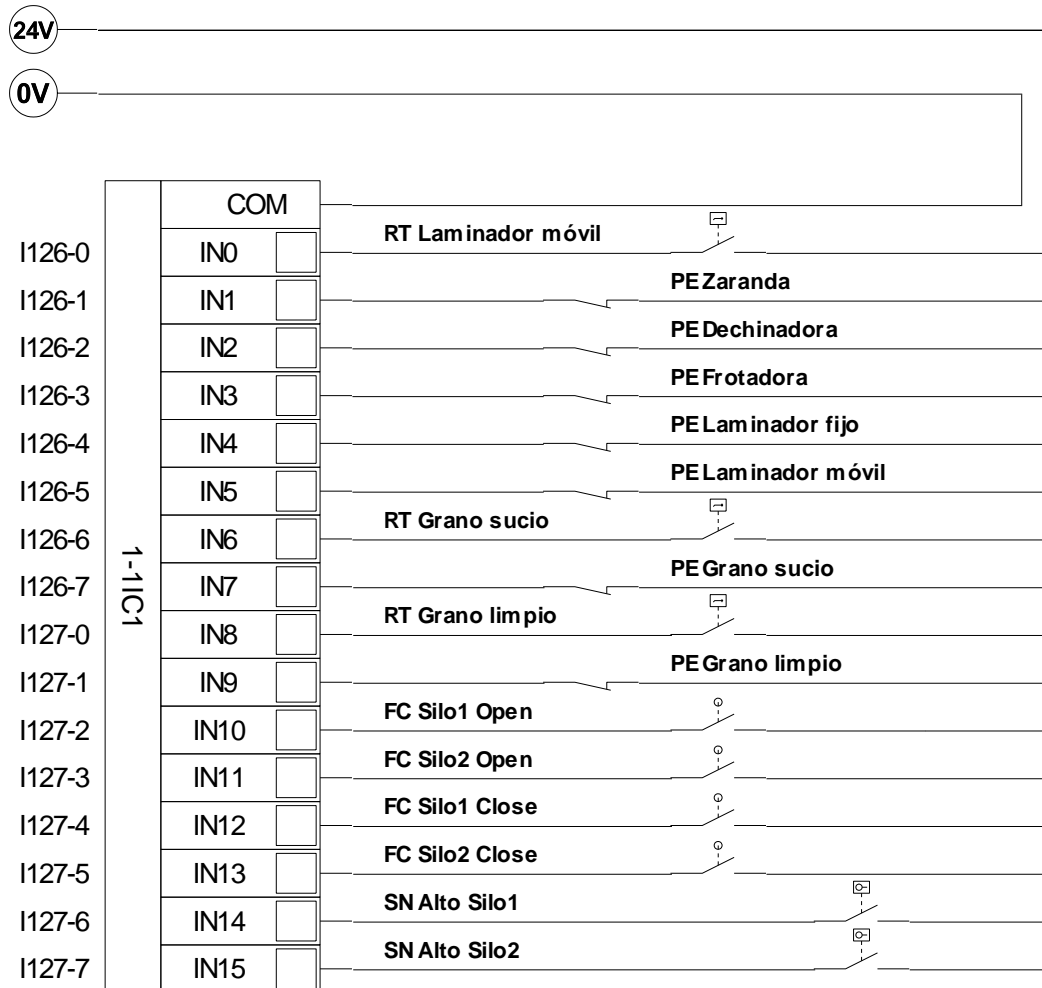 24V
0V
COM
RT Laminador móvil
I126-0 IN0
PE Zaranda
I126-1 IN1
PE Dechinadora
I126-2 IN2
PE Frotadora
I126-3 IN3
PE Laminador fijo
I126-4 IN4
PE Laminador móvil
I126-5 IN5
RT Grano sucio
I126-6 IN6
1-1IC1
PE Grano sucio
I126-7 IN7
RT Grano limpio
I127-0 IN8
PE Grano limpio
I127-1 IN9
FC Silo1 Open
I127-2 IN10
FC Silo2 Open
I127-3 IN11
FC Silo1 Close
I127-4 IN12
FC Silo2 Close
I127-5 IN13
SN Alto Silo1
I127-6 IN14
SN Alto Silo2
I127-7 IN15